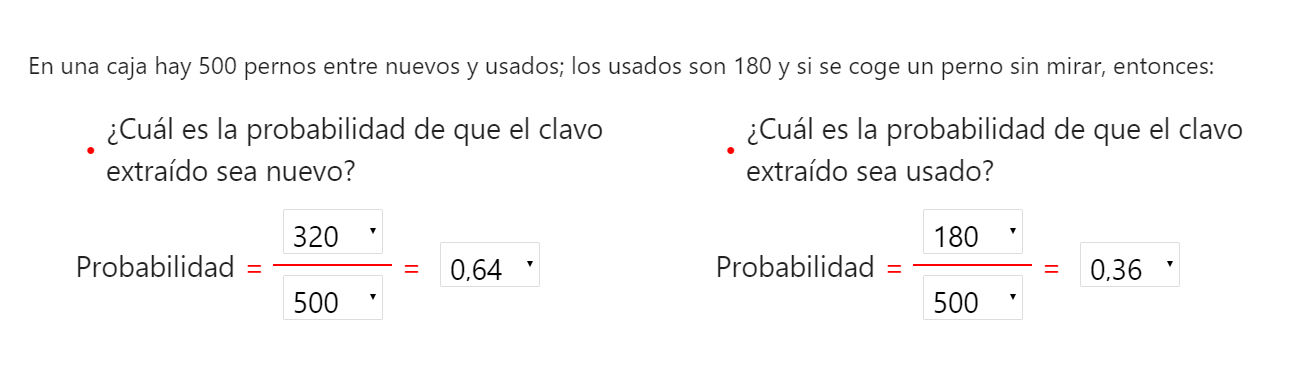 En una caja hay 500 pernos entre nuevos y usados; los usados son 180 y si se coge un perno sin mirar, entonces:
¿Cuál es la probabilidad de que el clavo
extraído sea nuevo?
320
Probabilidad = = 0,64
500
¿Cuál es la probabilidad de que el clavo
extraído sea usado?
180
Probabilidad = = 0,36
500